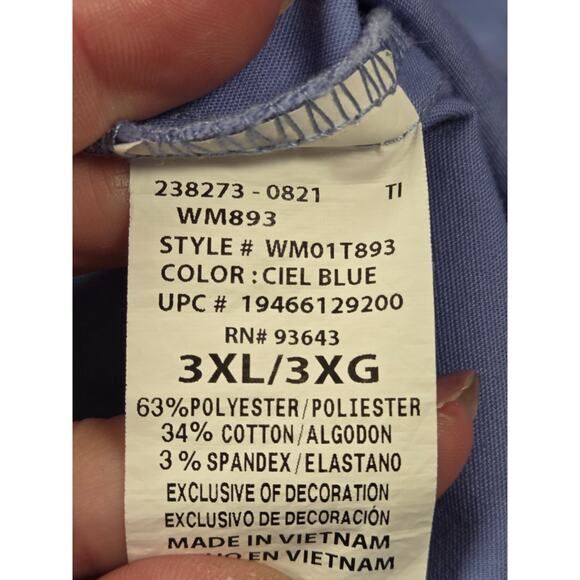 238273 - 0821 TI
WM893
STYLE # WM01T893
COLOR : CIEL BLUE
UPC # 19466129200
RN# 93643
3XL/3XG
63%POLYESTER/POLIESTER
34% COTTON/ALGODON
3 % SPANDEX/ELASTANO
EXCLUSIVE OF DECORATION
EXCLUSIVO DE DECORACIÓN
MADE IN VIETNAM
EN VIETNAM